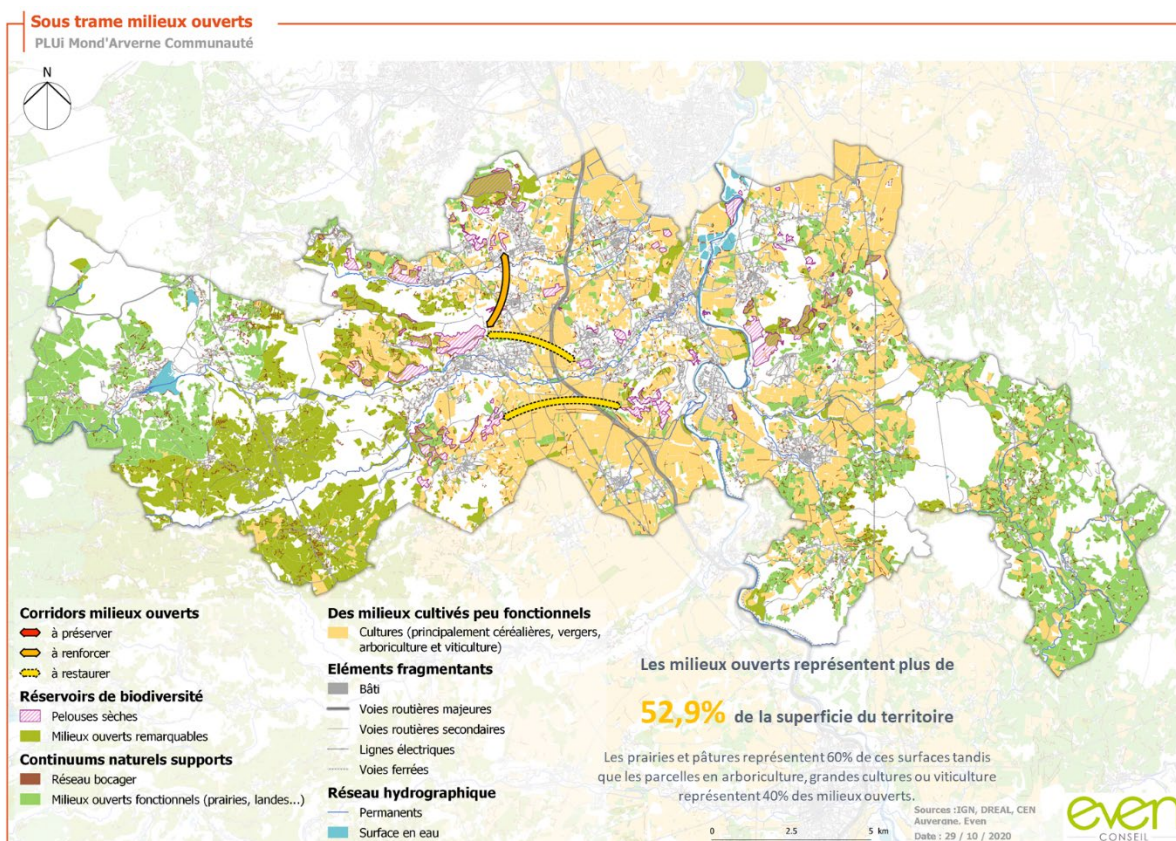 Sous trame milieux ouverts
PLUi Mond'Arverne Communauté
N
Corridors milieux ouverts
à préserver
à renforcer
à restaurer
Réservoirs de biodiversité
Pelouses sèches
Milieux ouverts remarquables
Continuums naturels supports
Réseau bocager
Milieux ouverts fonctionnels (prairies, landes...)
Des milieux cultivés peu fonctionnels
Cultures (principalement céréalières, vergers,
arboriculture et viticulture)
Eléments fragmentants
Bâti
Voies routières majeures
Voies routières secondaires
Lignes électriques
Voies ferrées
Réseau hydrographique
Permanents
Surface en eau
Les milieux ouverts représentent plus de
52,9% de la superficie du territoire
Les prairies et pâtures représentent 60% de ces surfaces tandis
que les parcelles en arboriculture, grandes cultures ou viticulture
représentent 40% des milieux ouverts.
Sources :IGN, DREAL, CEN
Auvergne. Even
Date : 29 / 10 / 2020
0 2.5 5 km
even
CONSEIL